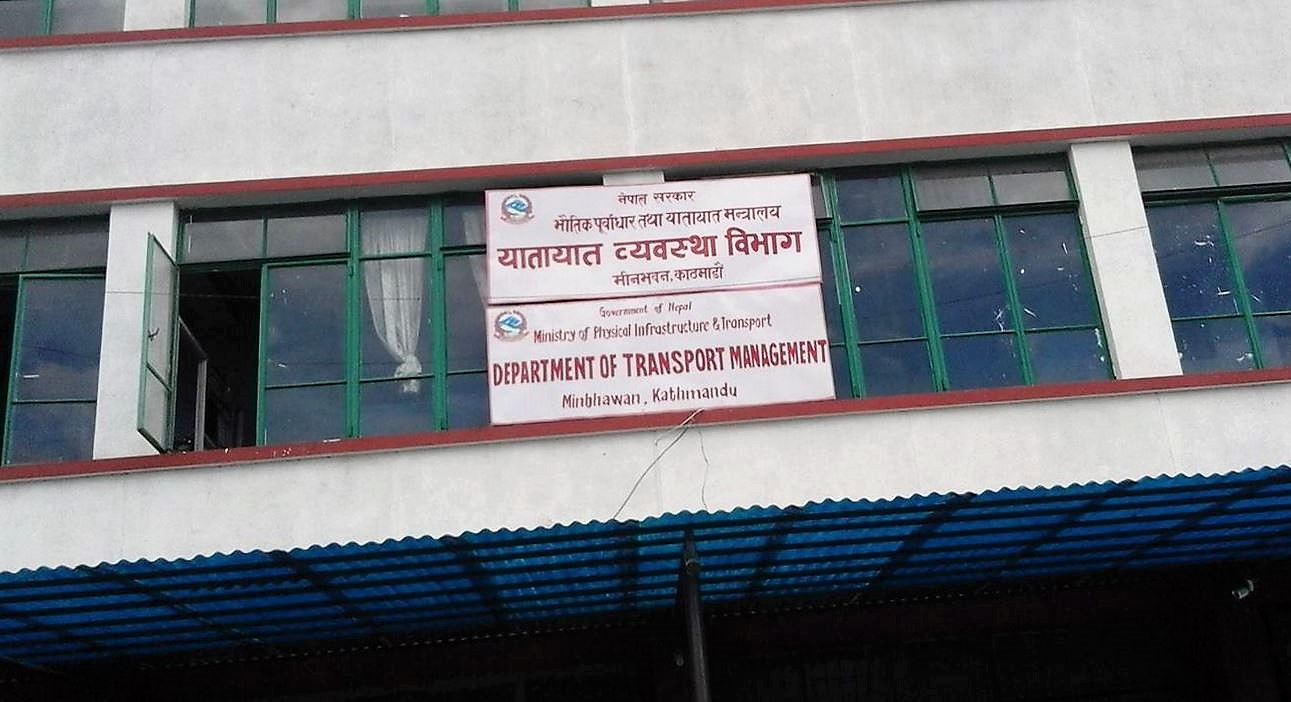 नेपाल सरकार
भौतिक पूर्वाधार तथा यातायात मन्त्रालय
यातायात व्यवस्था विभाग
मीनभवन, काठमाडौं
Government of Nepal
Ministry of Physical Infrastructure & Transport
DEPARTMENT OF TRANSPORT MANAGEMENT
Minbhawan, Kathmandu